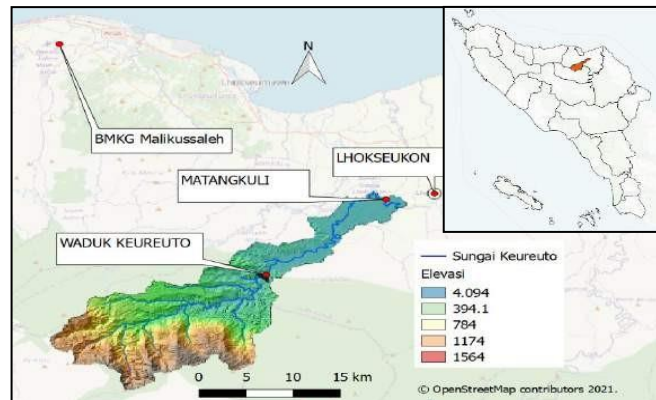 N
BMKG Malikussaleh
LHOKSEUKON
MATANGKULI
WADUK KEUREUTO
Sungai Keureuto
Elevasi
4.094
394.1
784
1174
1564
0 5 10 15 km
© OpenStreetMap contributors 2021.